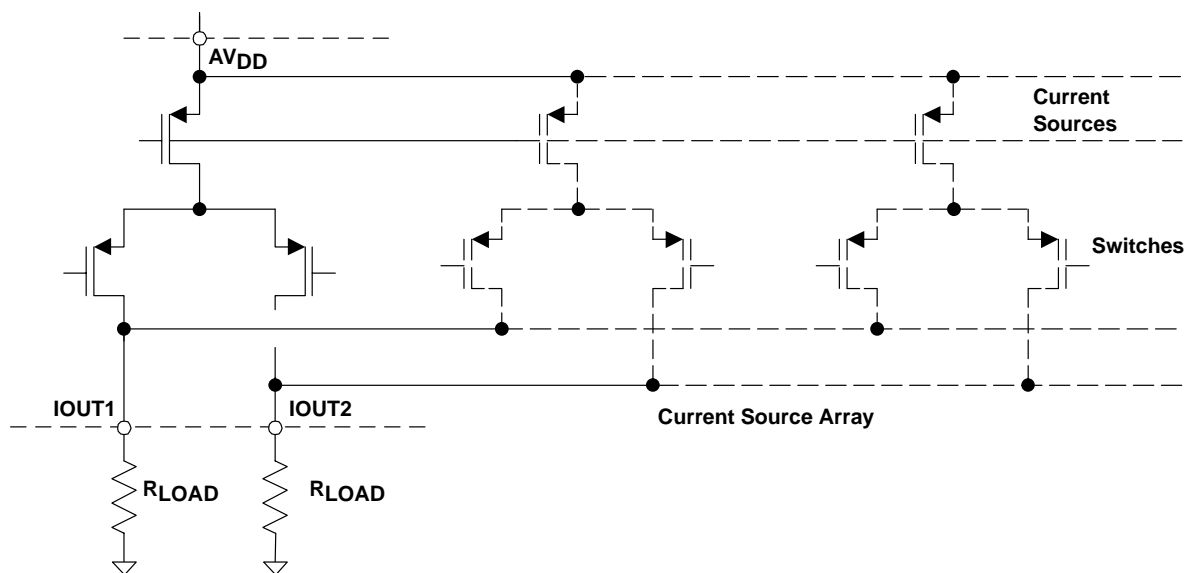 AVDD
Current
Sources
Switches
IOUT1
IOUT2
Current Source Array
RLOAD
RLOAD